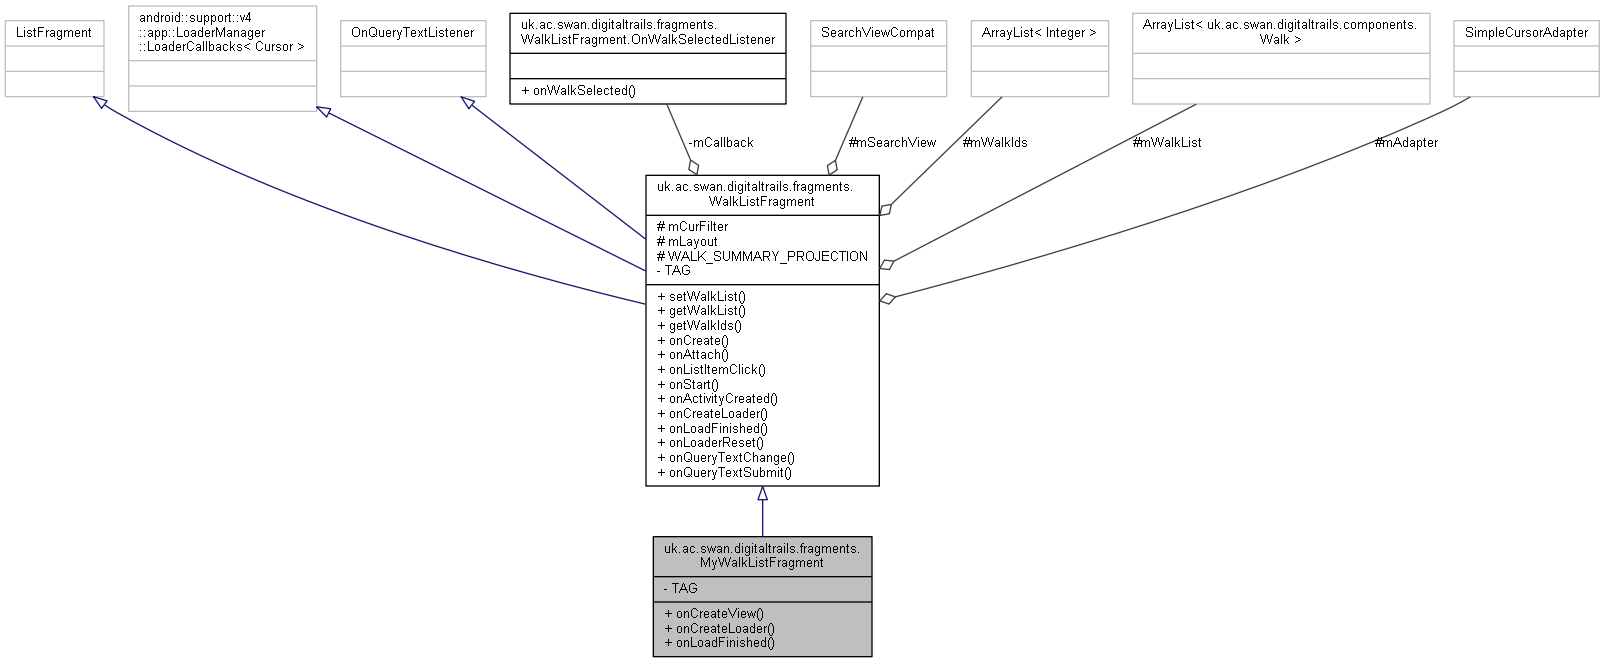 ListFragment
android::support::v4
::app::LoaderManager
::LoaderCallbacks< Cursor >
OnQueryTextListener
uk.ac.swan.digitaltrails.fragments.
WalkListFragment.OnWalkSelectedListener
+ onWalkSelected()
SearchViewCompat
ArrayList< Integer >
ArrayList< uk.ac.swan.digitaltrails.components.
Walk >
SimpleCursorAdapter
-mCallback
#mSearchView
#mWalkIds
#mWalkList
#mAdapter
uk.ac.swan.digitaltrails.fragments.
WalkListFragment
# mCurFilter
# mLayout
# WALK_SUMMARY_PROJECTION
- TAG
+ setWalkList()
+ getWalkList()
+ getWalkIds()
+ onCreate()
+ onAttach()
+ onListItemClick()
+ onStart()
+ onActivityCreated()
+ onCreateLoader()
+ onLoadFinished()
+ onLoaderReset()
+ onQueryTextChange()
+ onQueryTextSubmit()
uk.ac.swan.digitaltrails.fragments.
MyWalkListFragment
- TAG
+ onCreateView()
+ onCreateLoader()
+ onLoadFinished()